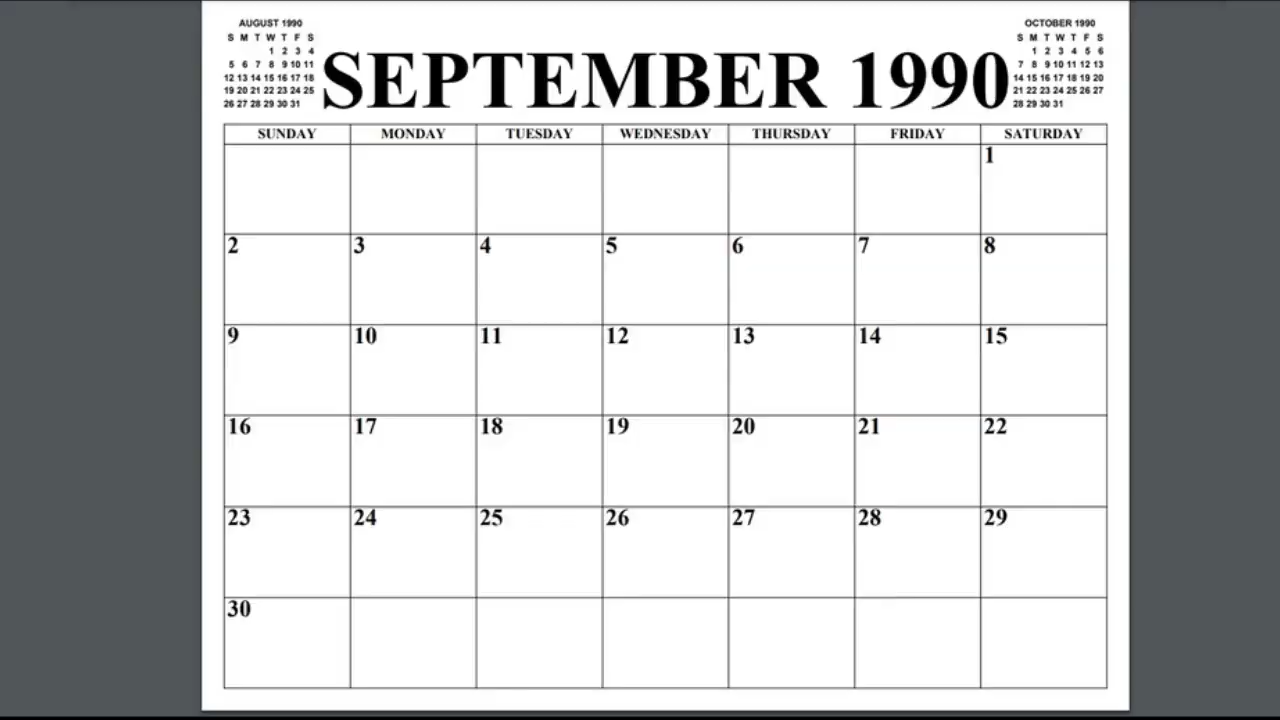 AUGUST 1990
S M T W T F S
1 2 3 4
5 6 7 8 9 10 11
12 13 14 15 16 17 18
19 20 21 22 23 24 25
26 27 28 29 30 31
SEPTEMBER 1990
OCTOBER 1990
S M T W T F S
1 2 3 4 5 6
7 8 9 10 11 12 13
14 15 16 17 18 19 20
21 22 23 24 25 26 27
28 29 30 31
SUNDAY MONDAY TUESDAY WEDNESDAY THURSDAY FRIDAY SATURDAY
1
2 3 4 5 6 7 8
9 10 11 12 13 14 15
16 17 18 19 20 21 22
23 24 25 26 27 28 29
30